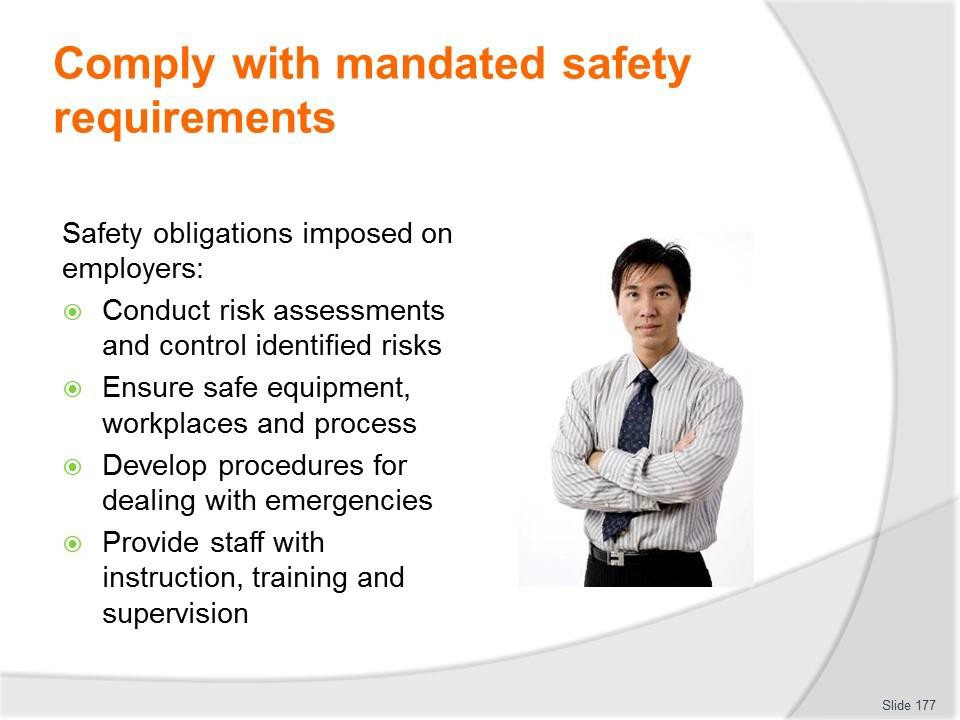 Comply with mandated safety
requirements
Safety obligations imposed on
employers:
Conduct risk assessments
and control identified risks
Ensure safe equipment,
workplaces and process
Develop procedures for
dealing with emergencies
Provide staff with
instruction, training and
supervision
Slide 177